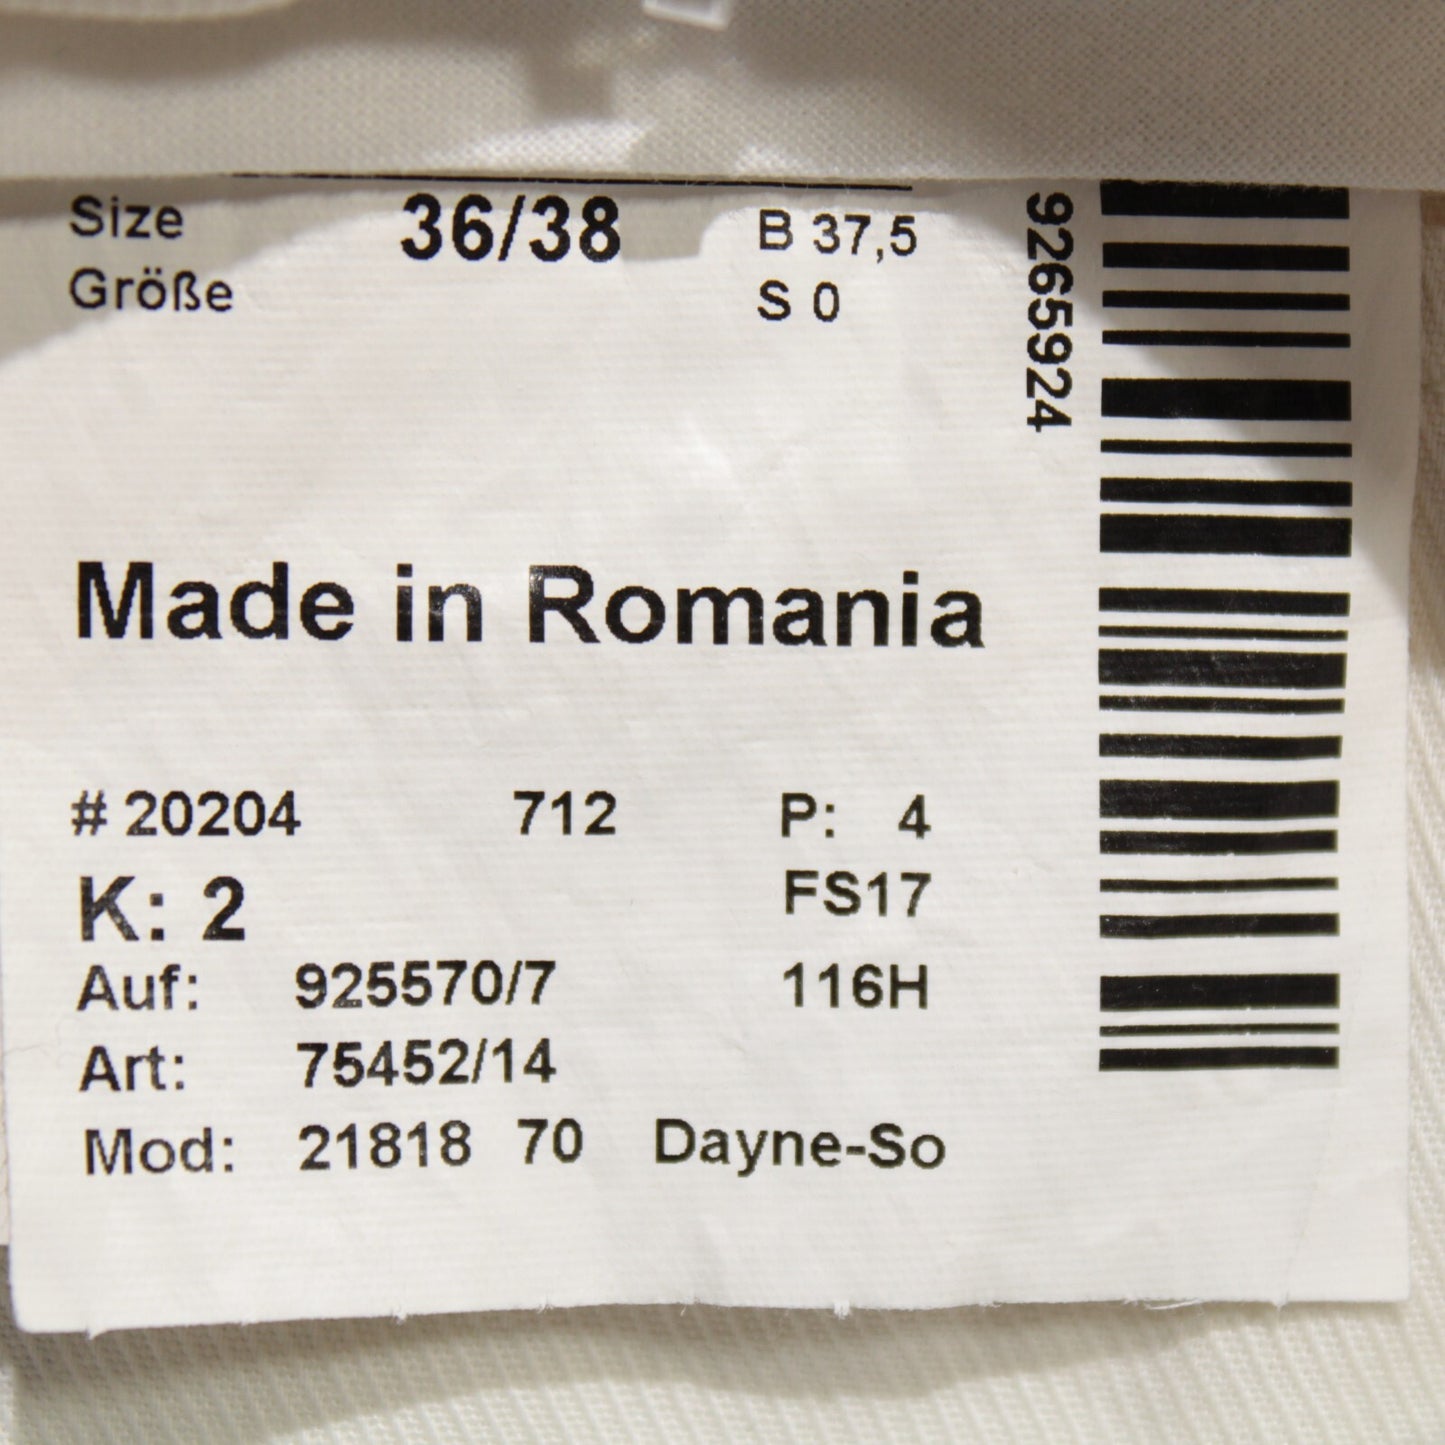 Size 36/38 B 37,5
Größe S 0
9265924
Made in Romania
# 20204 712 P: 4
K: 2 FS17
Auf: 925570/7 116H
Art: 75452/14
Mod: 21818 70 Dayne-So